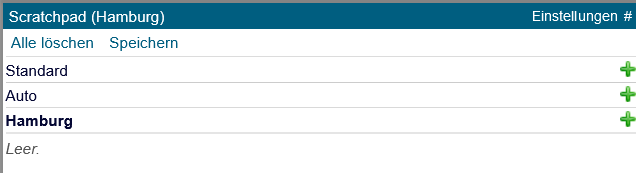 Scratchpad (Hamburg) Einstellungen #
Alle löschen Speichern
Standard
Auto
Hamburg
Leer.